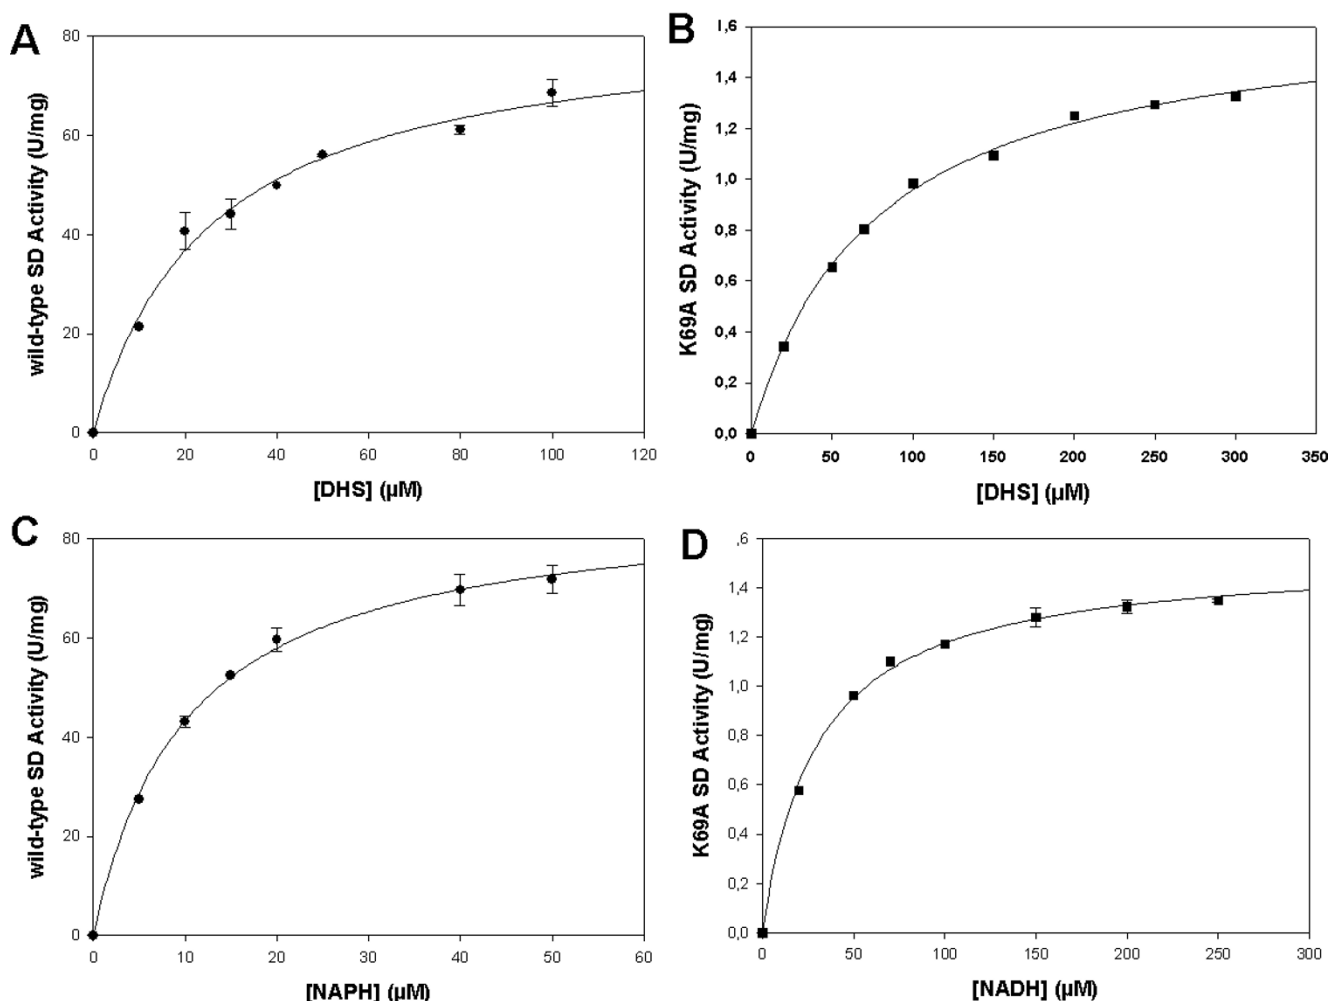 A
80
60
40
20
0
wild-type SD Activity (U/mg)
0 20 40 60 80 100 120
[DHS] (µM)
B
1,6
1,4
1,2
1,0
0,8
0,6
0,4
0,2
0,0
K69A SD Activity (U/mg)
0 50 100 150 200 250 300 350
[DHS] (µM)
C
80
60
40
20
0
wild-type SD Activity (U/mg)
0 10 20 30 40 50 60
[NAPH] (µM)
D
,6
1,4
1,2
1,0
0,8
0,6
0,4
0,2
0,0
K69A SD Activity (U/mg)
0 50 100 150 200 250 300
[NADH] (µM)